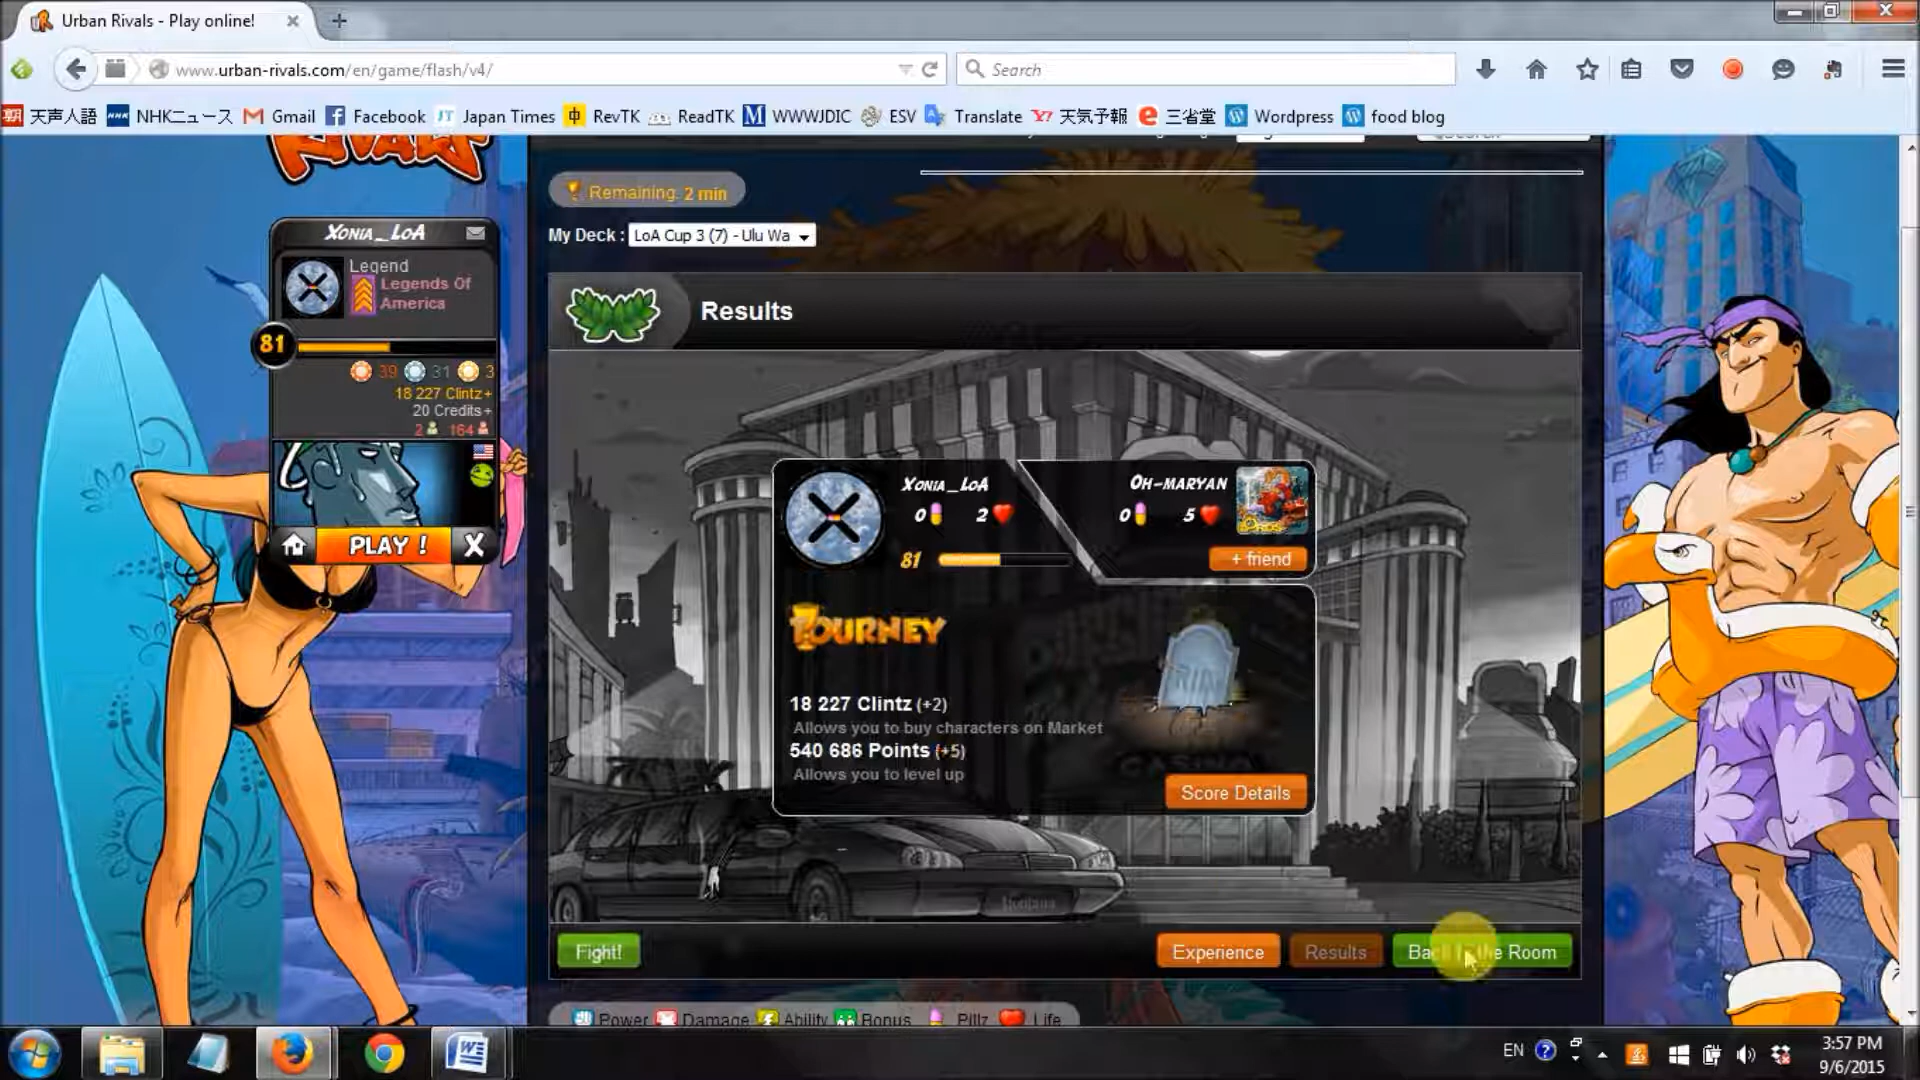 Urban Rivals - Play online!
www.urban-rivals.com/en/game/flash/v4/
Search
天声人語 NHKニュース Gmail Facebook Japan Times RevTK ReadTK WWWJDIC ESV Translate 天気予報 三省堂 Wordpress food blog
RIVALS
Remaining: 2 min
My Deck : LoA Cup 3 (7) - Ulu Wa
Xonia_LoA
Legend
Legends Of
America
81
39 31 3
18 227 Clintz+
20 Credits+
2 164
PLAY !
X
Results
Xonia_LoA
0 2
81
Oh-maryan
0 5
+ friend
TOURNEY
18 227 Clintz (+2)
Allows you to buy characters on Market
540 686 Points (+5)
Allows you to level up
CASINO
Score Details
Fight!
Experience
Results
Back the Room
Power Damage Ability Bonus Pillz Life
EN
3:57 PM
9/6/2015